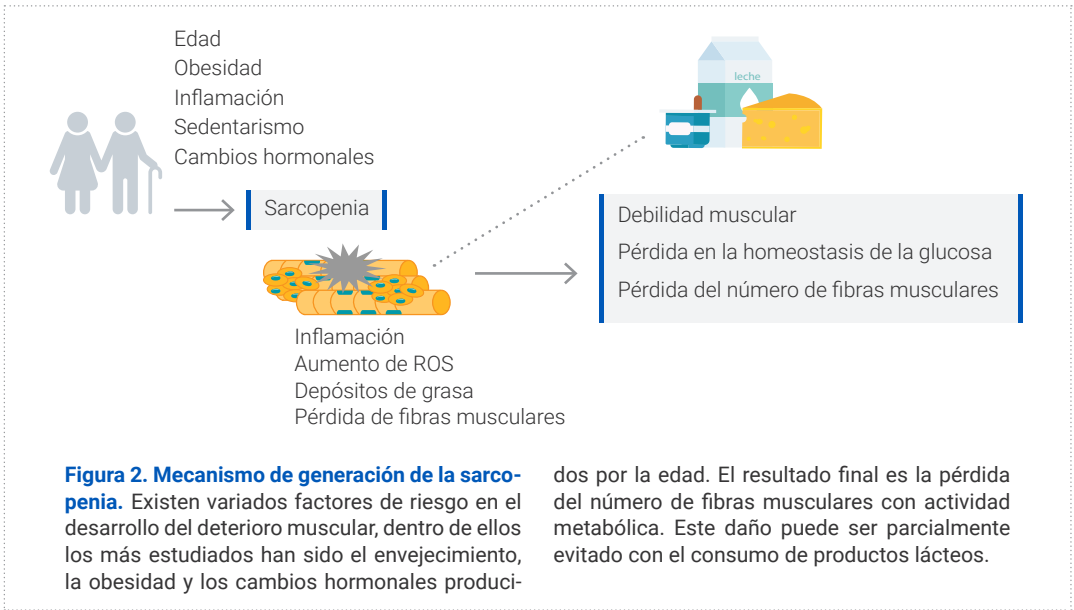 Edad
Obesidad
Inflamación
Sedentarismo
Cambios hormonales
leche
Sarcopenia
Debilidad muscular
Pérdida en la homeostasis de la glucosa
Pérdida del número de fibras musculares
Inflamación
Aumento de ROS
Depósitos de grasa
Pérdida de fibras musculares
Figura 2. Mecanismo de generación de la sarco-
penia. Existen variados factores de riesgo en el
desarrollo del deterioro muscular, dentro de ellos
los más estudiados han sido el envejecimiento,
la obesidad y los cambios hormonales produci-
dos por la edad. El resultado final es la pérdida
del número de fibras musculares con actividad
metabólica. Este daño puede ser parcialmente
evitado con el consumo de productos lácteos.